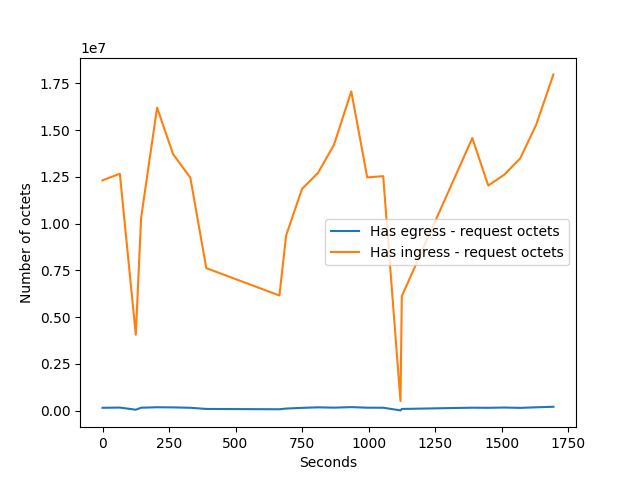 1e7
1.75
1.50
1.25
1.00
0.75
0.50
0.25
0.00
Number of octets
Has egress - request octets
Has ingress - request octets
0 250 500 750 1000 1250 1500 1750
Seconds